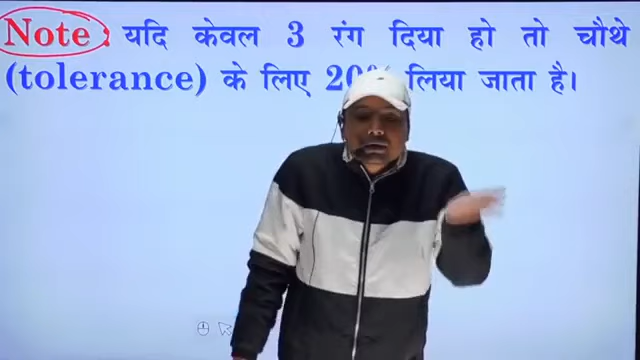 Note : यदि केवल 3 रंग दिया हो तो चौथे
(tolerance) के लिए 20% लिया जाता है।